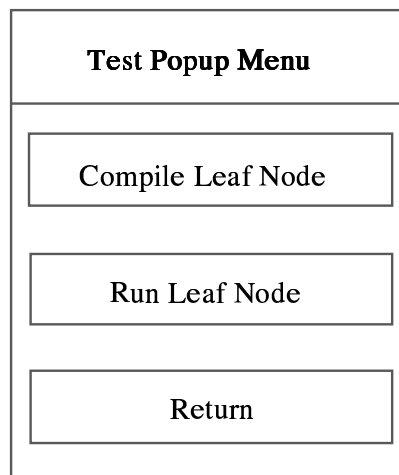 Test Popup Menu
Compile Leaf Node
Run Leaf Node
Return